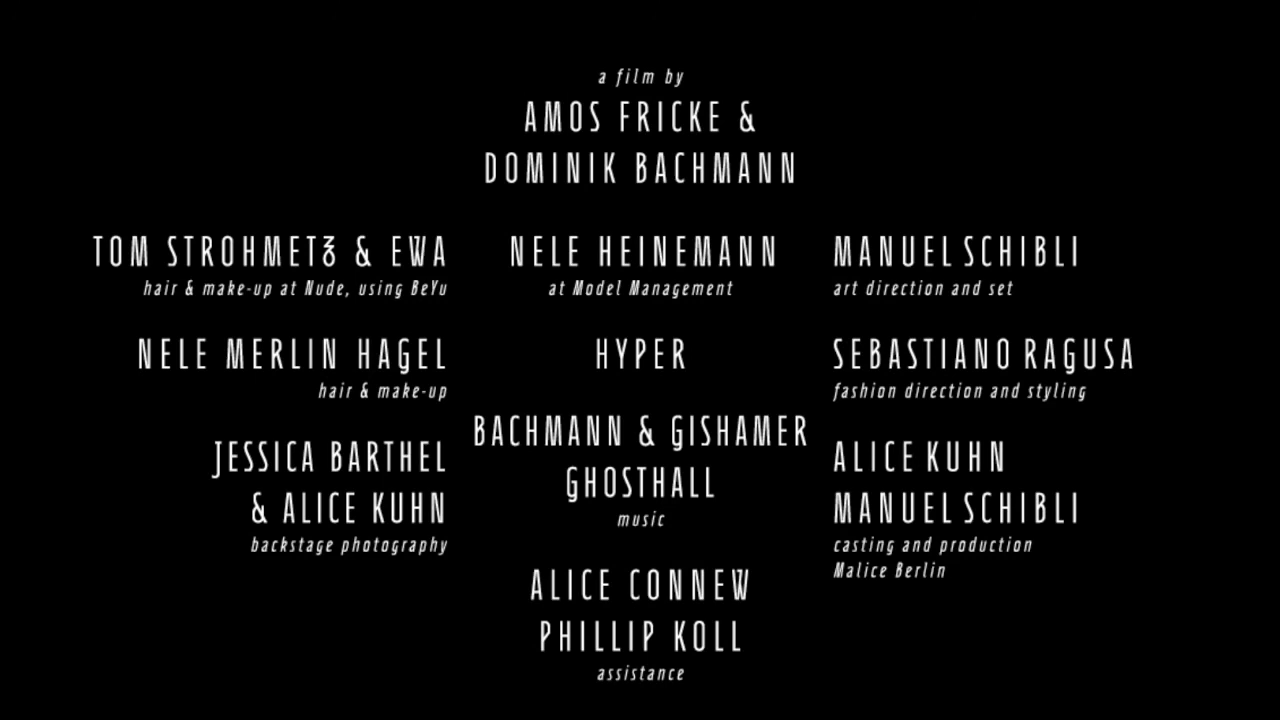 a film by
AMOS FRICKE &
DOMINIK BACHMANN
TOM STROHMETZ & EWA
hair & make-up at Nude, using BeYu
NELE MERLIN HAGEL
hair & make-up
JESSICA BARTHEL
& ALICE KUHN
backstage photography
NELE HEINEMANN
at Model Management
HYPER
BACHMANN & GISHAMER
GHOSTHALL
music
ALICE CONNEW
PHILLIP KOLL
assistance
MANUEL SCHIBLI
art direction and set
SEBASTIANO RAGUSA
fashion direction and styling
ALICE KUHN
MANUEL SCHIBLI
casting and production
Malice Berlin